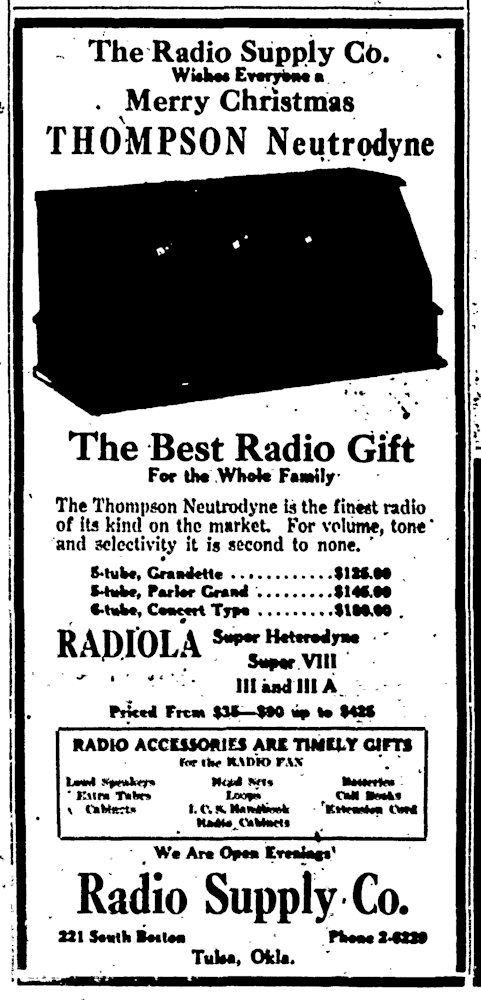 The Radio Supply Co.
Wishes Everyone a
Merry Christmas
THOMPSON Neutrodyne
The Best Radio Gift
For the Whole Family
The Thompson Neutrodyne is the finest radio
of its kind on the market. For volume, tone
and selectivity it is second to none.
5-tube, Grandette ............$125.00
5-tube, Parlor Grand .........$145.00
6-tube, Concert Type .........$180.00
RADIOLA Super Heterodyne
Super VIII
III and III A
Priced From $35—$90 up to $425
RADIO ACCESSORIES ARE TIMELY GIFTS
for the RADIO FAN
Loud Speakers Head Sets Batteries
Extra Tubes Loops Call Books
Cabinets I. C. S. Handbook Extension Cord
Radio Cabinets
We Are Open Evenings
Radio Supply Co.
221 South Boston Phone 2-6239
Tulsa, Okla.